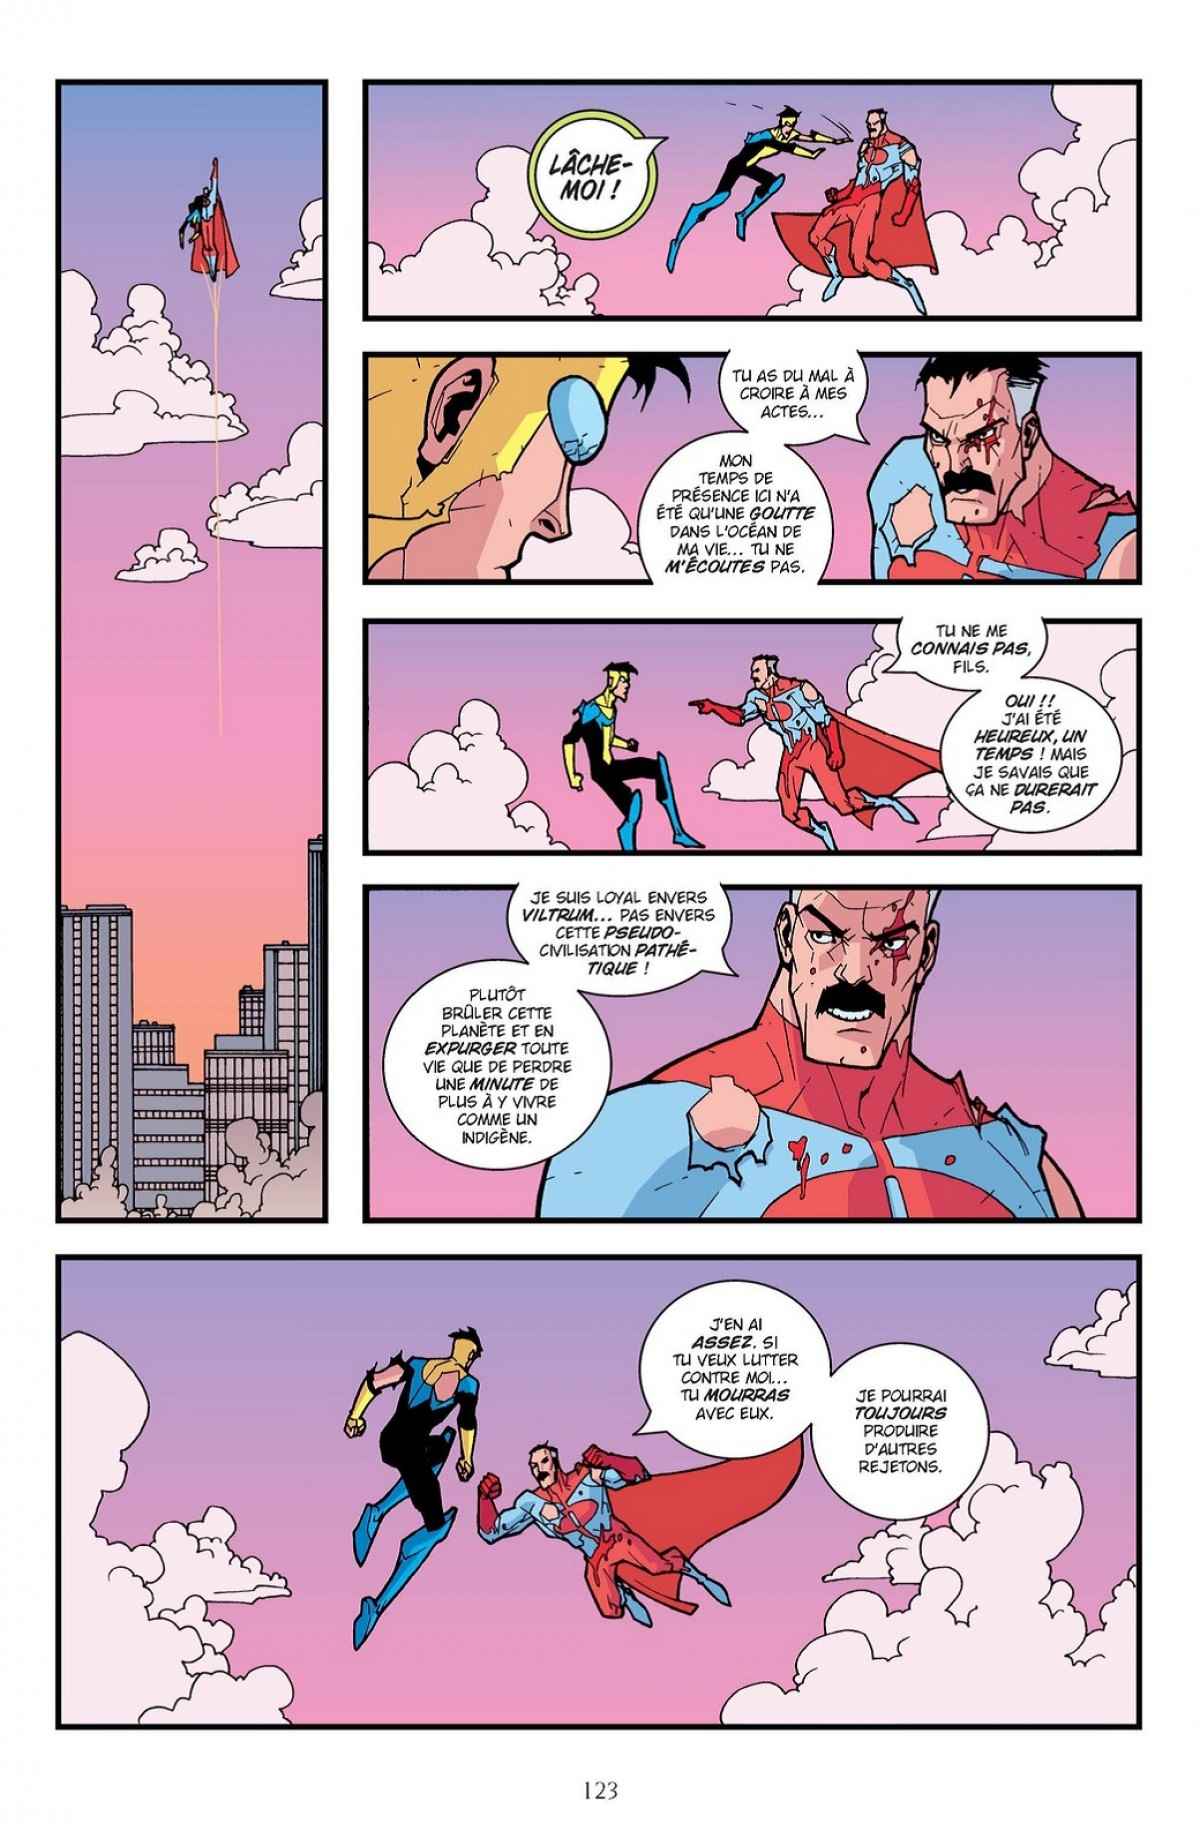 LÂCHE-
MOI !
TU AS DU MAL À
CROIRE À MES
ACTES...
MON
TEMPS DE
PRÉSENCE ICI N'A
ÉTÉ QU'UNE GOUTTE
DANS L'OCÉAN DE
MA VIE... TU NE
M'ÉCOUTES PAS.
TU NE ME
CONNAIS PAS,
FILS.
OUI !!
J'AI ÉTÉ
HEUREUX, UN
TEMPS ! MAIS
JE SAVAIS QUE
ÇA NE DURERAIT
PAS.
JE SUIS LOYAL ENVERS
VILTRUM... PAS ENVERS
CETTE PSEUDO-
CIVILISATION PATHÉ-
TIQUE !
PLUTÔT
BRÛLER CETTE
PLANÈTE ET EN
EXPURGER TOUTE
VIE QUE DE PERDRE
UNE MINUTE DE
PLUS À Y VIVRE
COMME UN
INDIGÈNE.
J'EN AI
ASSEZ. SI
TU VEUX LUTTER
CONTRE MOI...
TU MOURRAS
AVEC EUX.
JE POURRAI
TOUJOURS
PRODUIRE
D'AUTRES
REJETONS.
123